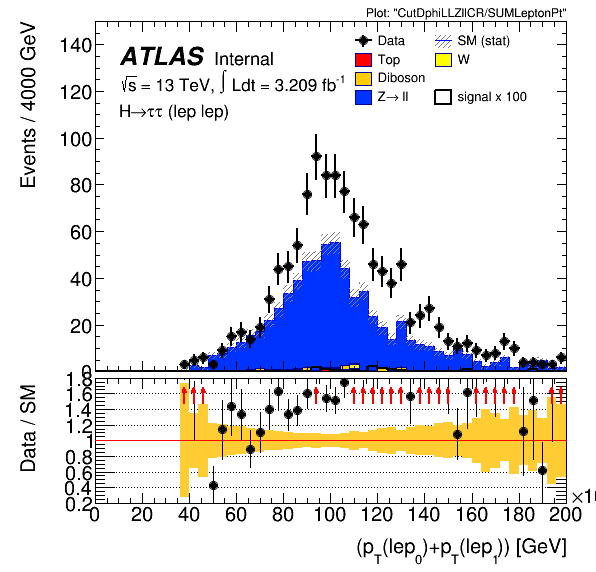 Plot: "CutDphiLLZllCR/SUMLeptonPt"
Events / 4000 GeV
140
120
100
80
60
40
20
0
ATLAS Internal
√s = 13 TeV, ∫ Ldt = 3.209 fb⁻¹
H→ττ (lep lep)
Data
SM (stat)
Top
W
Diboson
Z→ ll
signal x 100
Data / SM
1.8
1.6
1.4
1.2
1
0.8
0.6
0.4
0.2
0 20 40 60 80 100 120 140 160 180 200
(p_T(lep_0)+p_T(lep_1)) [GeV]